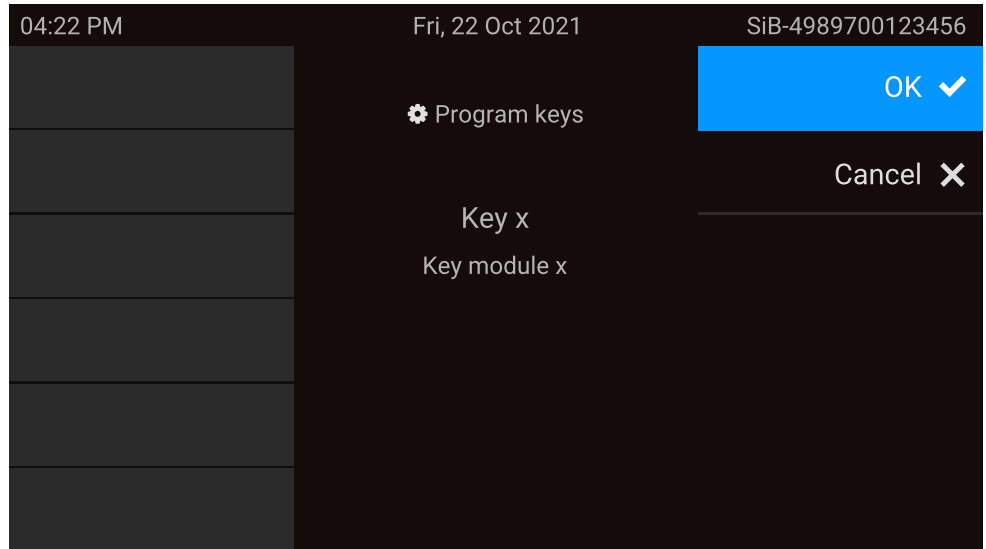 04:22 PM Fri, 22 Oct 2021 SiB-4989700123456
OK
Program keys
Cancel
Key x
Key module x